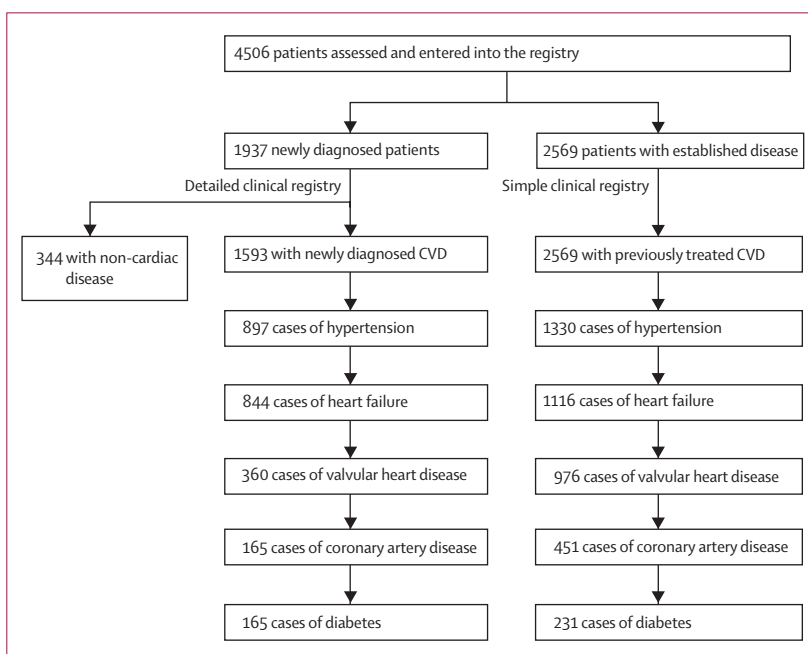 4506 patients assessed and entered into the registry
1937 newly diagnosed patients
2569 patients with established disease
Detailed clinical registry
Simple clinical registry
344 with non-cardiac
disease
1593 with newly diagnosed CVD
2569 with previously treated CVD
897 cases of hypertension
1330 cases of hypertension
844 cases of heart failure
1116 cases of heart failure
360 cases of valvular heart disease
976 cases of valvular heart disease
165 cases of coronary artery disease
451 cases of coronary artery disease
165 cases of diabetes
231 cases of diabetes